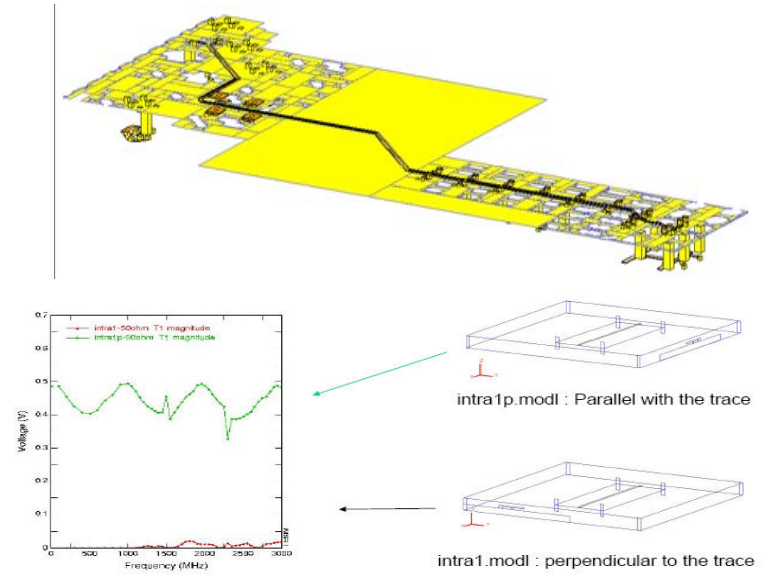 0.7
intra1-50ohm T1 magnitude
intra1p-50ohm T1 magnitude
0.6
0.5
0.4
0.3
0.2
0.1
0
Voltage (V)
0 500 1000 1500 2000 2500 3000
Frequency (MHz)
intra1p.modl : Parallel with the trace
intra1.modl : perpendicular to the trace